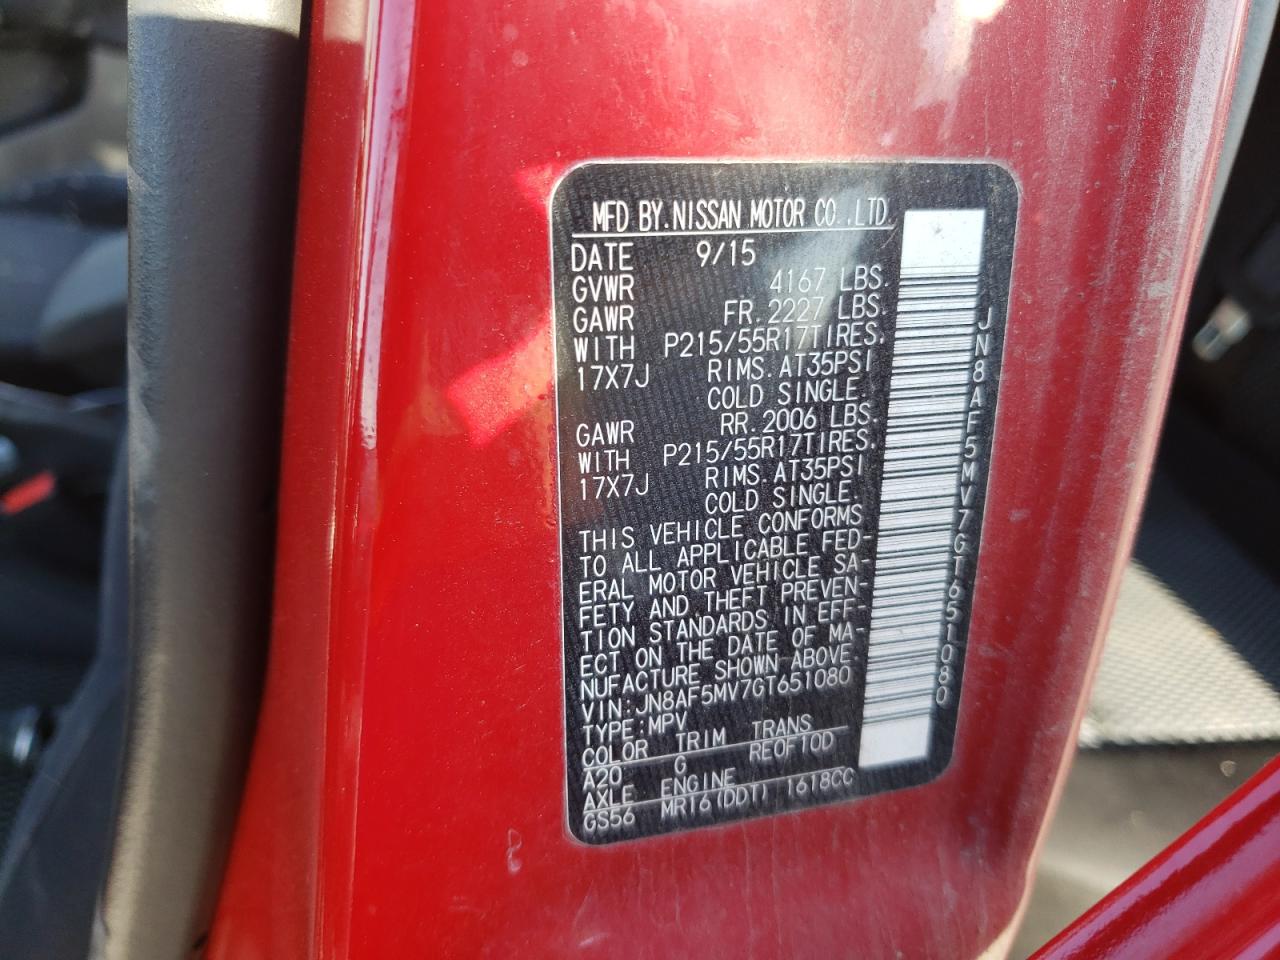 MFD BY.NISSAN MOTOR CO.,LTD.
DATE 9/15
GVWR 4167 LBS.
GAWR FR.2227 LBS.
WITH P215/55R17TIRES.
17X7J RIMS.AT35PSI
COLD SINGLE.
GAWR RR.2006 LBS.
WITH P215/55R17TIRES.
17X7J RIMS.AT35PSI
COLD SINGLE.
THIS VEHICLE CONFORMS
TO ALL APPLICABLE FED-
ERAL MOTOR VEHICLE SA-
FETY AND THEFT PREVEN-
TION STANDARDS IN EFF-
ECT ON THE DATE OF MA-
NUFACTURE SHOWN ABOVE.
VIN:JN8AF5MV7GT651080
TYPE:MPV
COLOR TRIM TRANS
A20 G RE0F10D
AXLE ENGINE
GS56 MR16(DDT) 1618CC
JN8AF5MV7GT651080